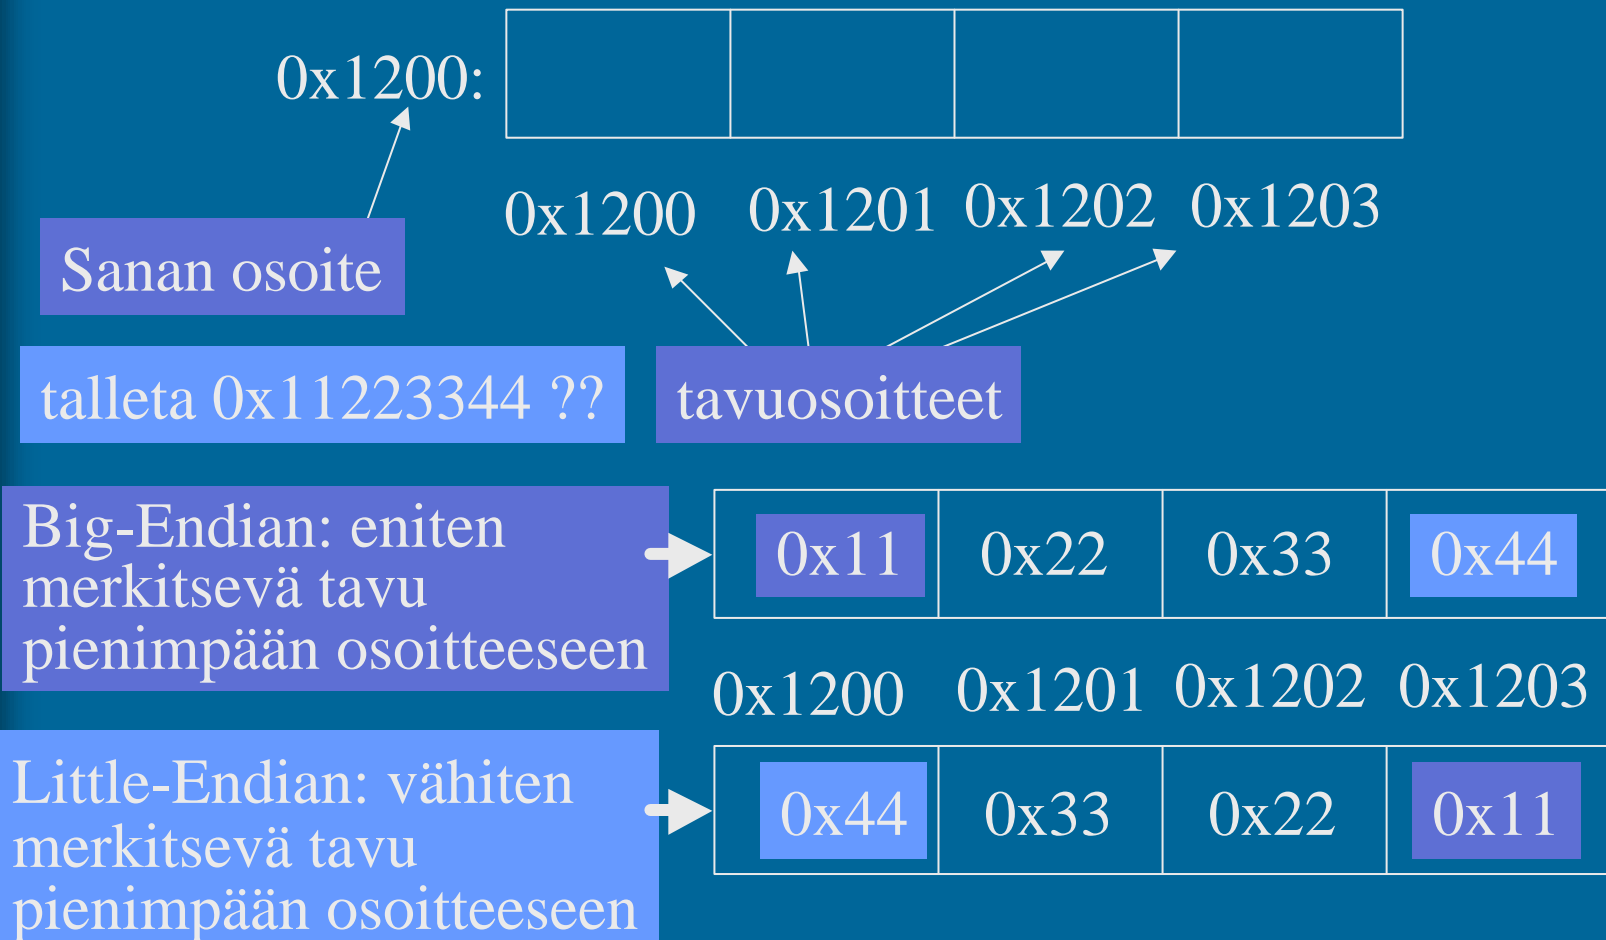 0x1200:
0x1200 0x1201 0x1202 0x1203
Sanan osoite
talleta 0x11223344 ??
tavuosoitteet
Big-Endian: eniten
merkitsevä tavu
pienimpään osoitteeseen
0x11 0x22 0x33 0x44
0x1200 0x1201 0x1202 0x1203
Little-Endian: vähiten
merkitsevä tavu
pienimpään osoitteeseen
0x44 0x33 0x22 0x11